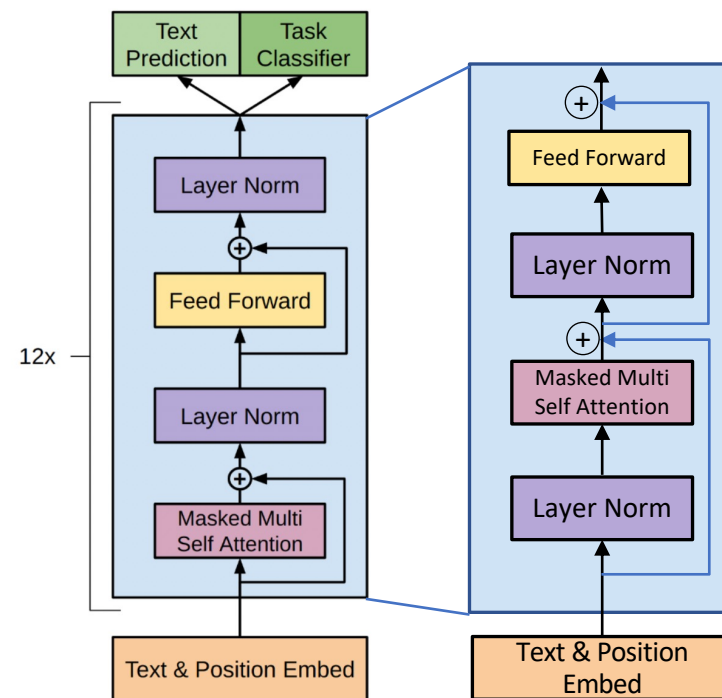 Text
Prediction
Task
Classifier
Layer Norm
+
Feed Forward
12x
Layer Norm
+
Masked Multi
Self Attention
Text & Position Embed
+
Feed Forward
Layer Norm
+
Masked Multi
Self Attention
Layer Norm
Text & Position
Embed